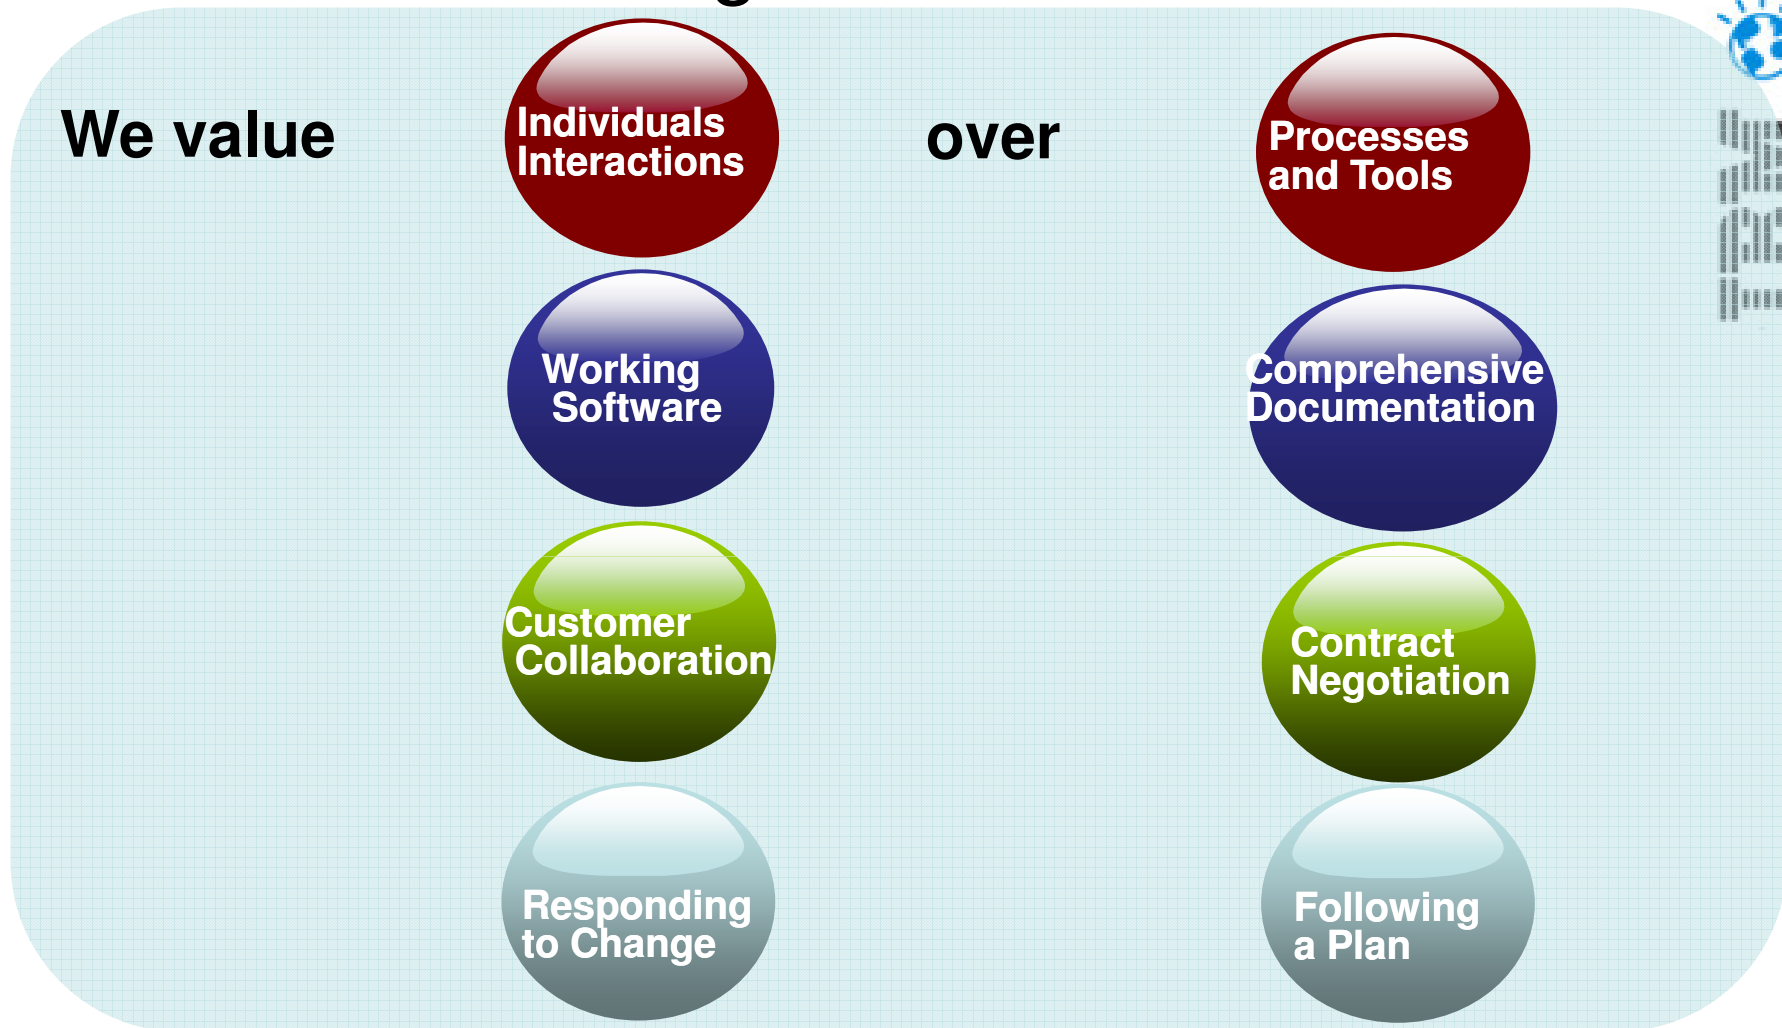 We value
Individuals
Interactions
over
Processes
and Tools
Working
Software
Comprehensive
Documentation
Customer
Collaboration
Contract
Negotiation
Responding
to Change
Following
a Plan